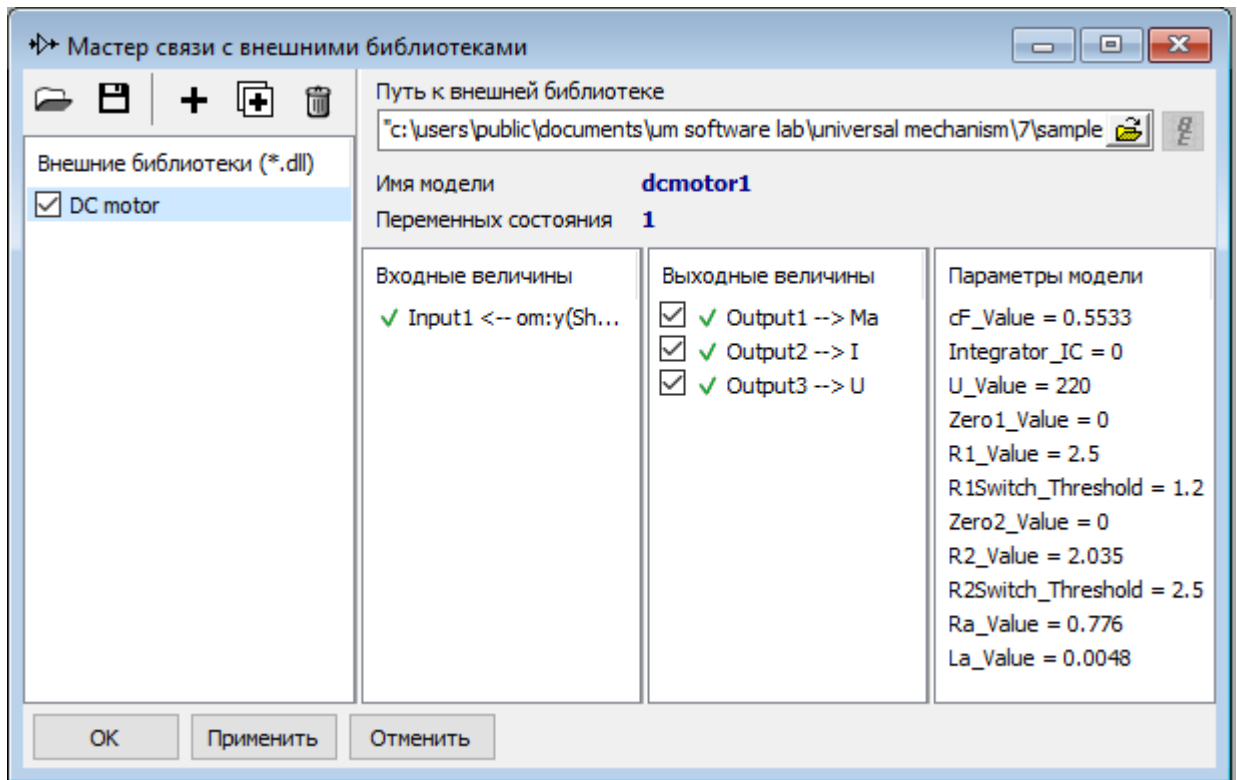 Мастер связи с внешними библиотеками
Внешние библиотеки (*.dll)
DC motor
Путь к внешней библиотеке
"c:\users\public\documents\um software lab\universal mechanism\7\sample
Имя модели dcmotor1
Переменных состояния 1
Входные величины
Input1 <-- om:y(Sh...
Выходные величины
Output1 --> Ma
Output2 --> I
Output3 --> U
Параметры модели
cF_Value = 0.5533
Integrator_IC = 0
U_Value = 220
Zero1_Value = 0
R1_Value = 2.5
R1Switch_Threshold = 1.2
Zero2_Value = 0
R2_Value = 2.035
R2Switch_Threshold = 2.5
Ra_Value = 0.776
La_Value = 0.0048
OK Применить Отменить